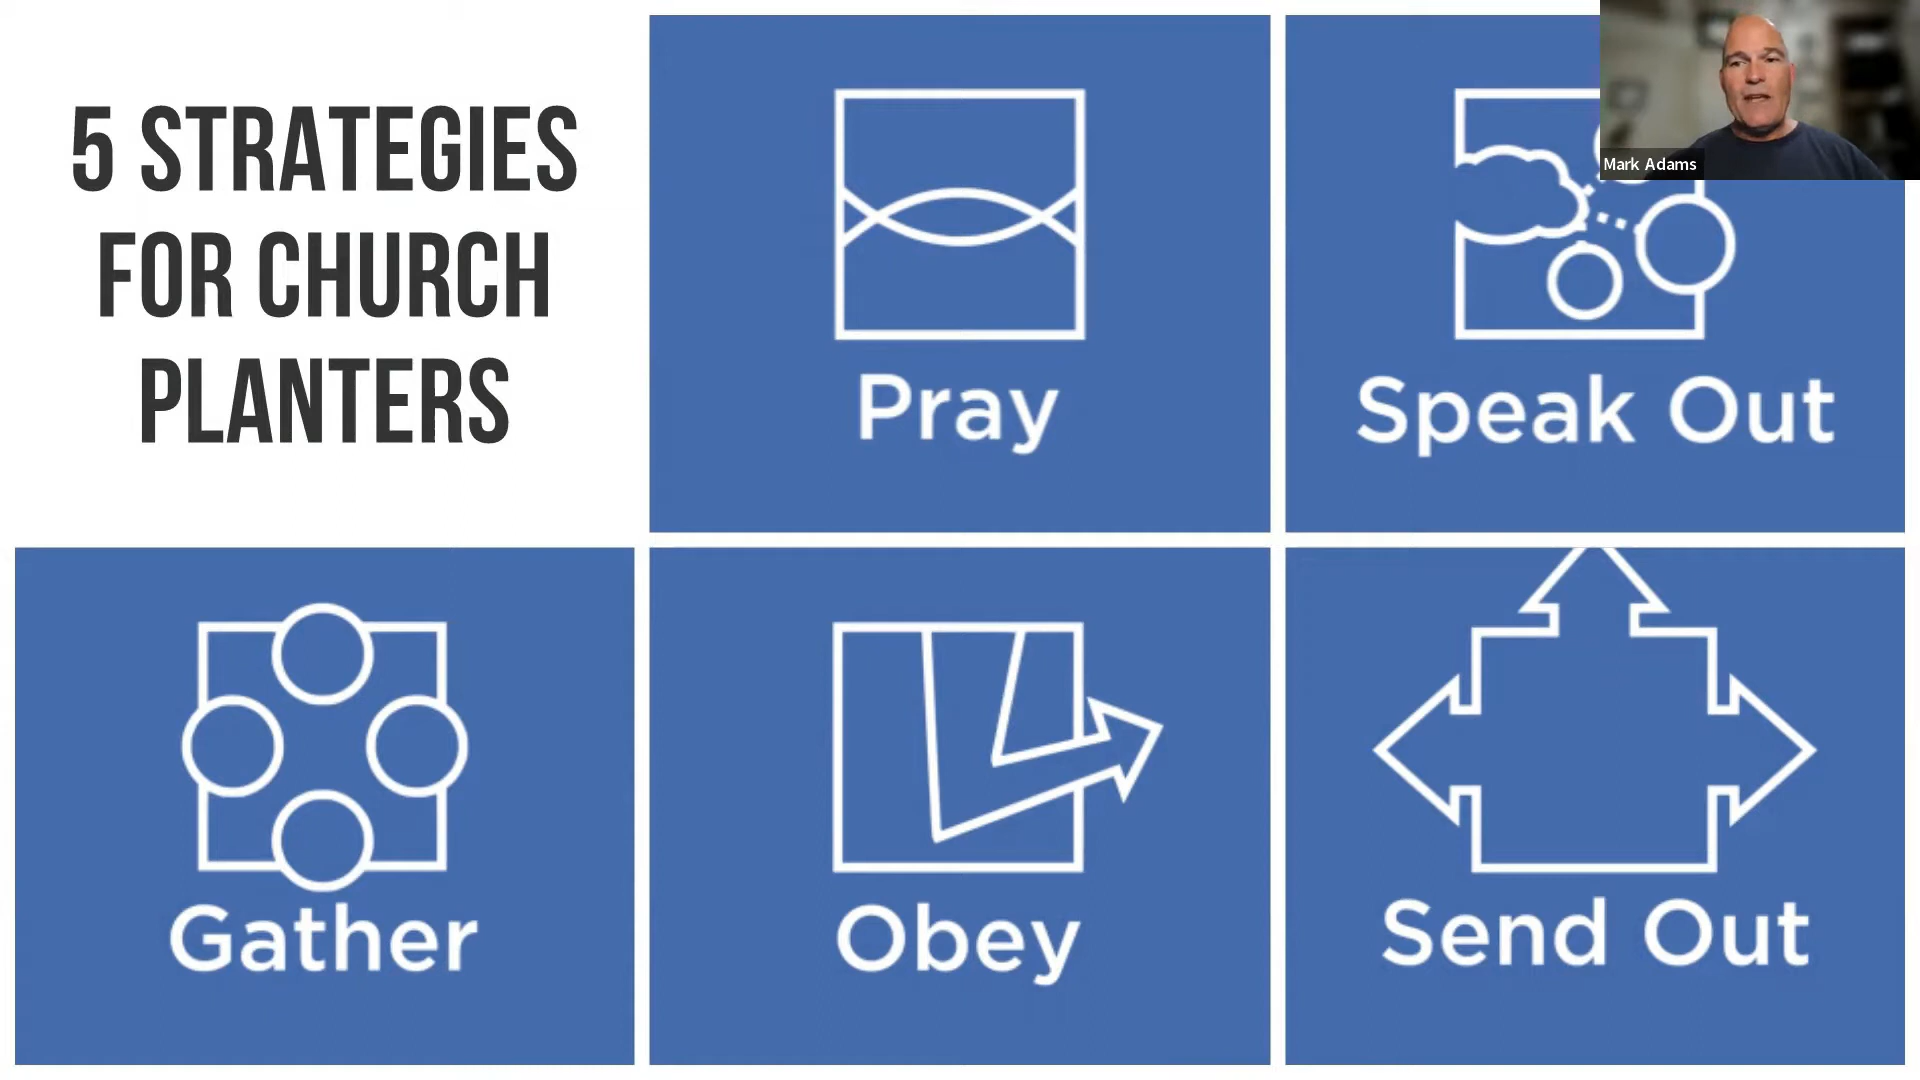 5 STRATEGIES
FOR CHURCH
PLANTERS
Pray
Speak Out
Mark Adams
Gather
Obey
Send Out